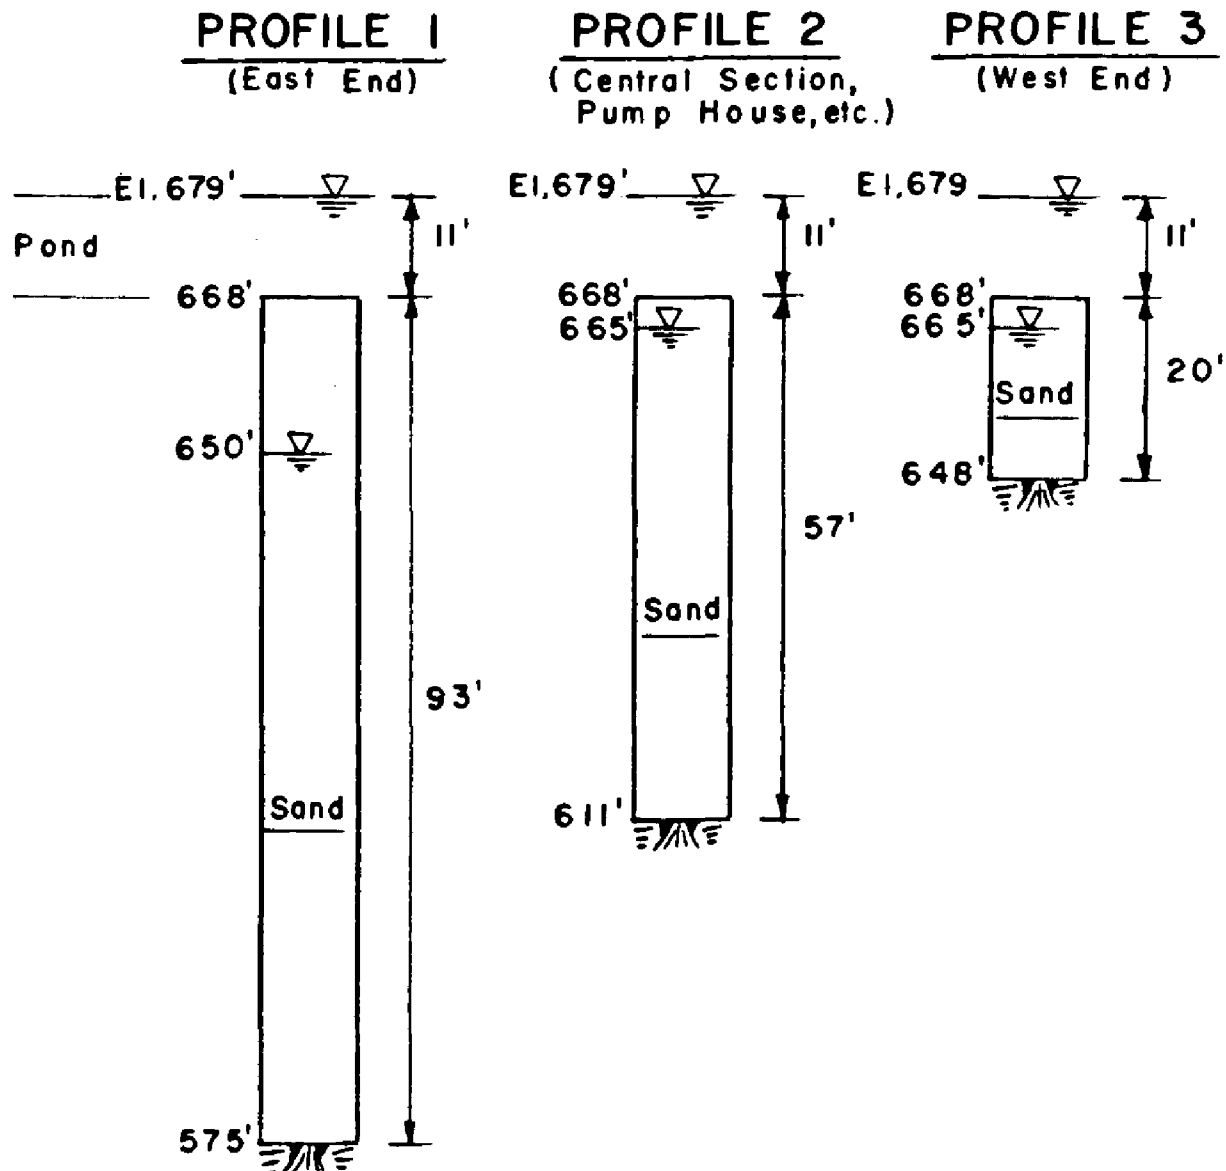 PROFILE 1
(East End)
PROFILE 2
(Central Section,
Pump House, etc.)
PROFILE 3
(West End)
El. 679'
El. 679'
El. 679
Pond
11'
11'
11'
668'
668'
668'
665'
665'
650'
Sand
20'
648'
57'
Sand
93'
Sand
611'
575'